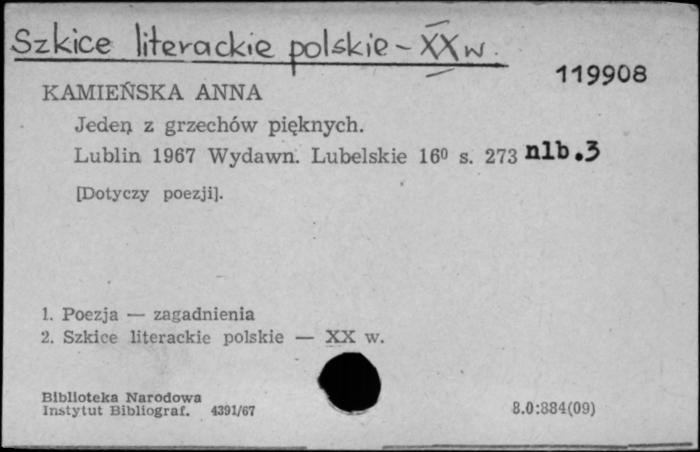 Szkice literackie polskie - XX w.
119908
KAMIEŃSKA ANNA
Jeden z grzechów pięknych.
Lublin 1967 Wydawn. Lubelskie 16⁰ s. 273 nlb.3
[Dotyczy poezji].
1. Poezja — zagadnienia
2. Szkice literackie polskie — XX w.
Biblioteka Narodowa
Instytut Bibliograf. 4391/67
8.0:884(09)